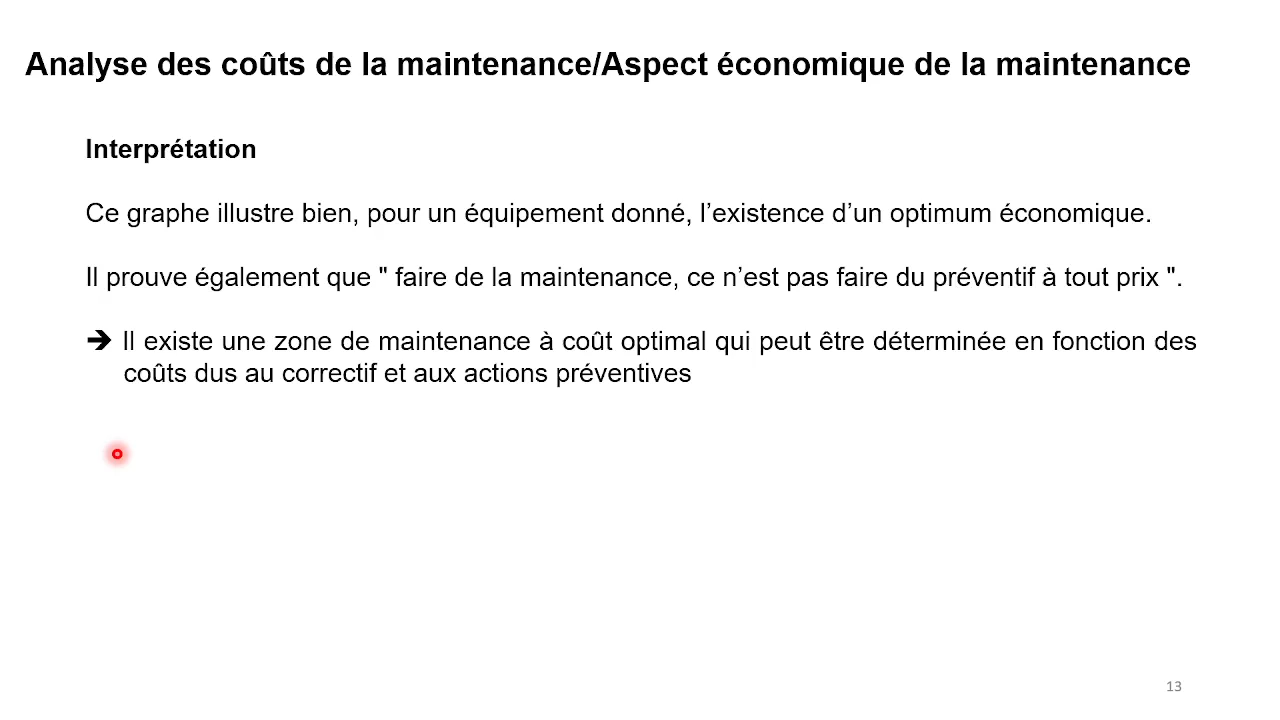 Analyse des coûts de la maintenance/Aspect économique de la maintenance
Interprétation
Ce graphe illustre bien, pour un équipement donné, l’existence d’un optimum économique.
Il prouve également que " faire de la maintenance, ce n’est pas faire du préventif à tout prix ".
➔ Il existe une zone de maintenance à coût optimal qui peut être déterminée en fonction des
coûts dus au correctif et aux actions préventives
13